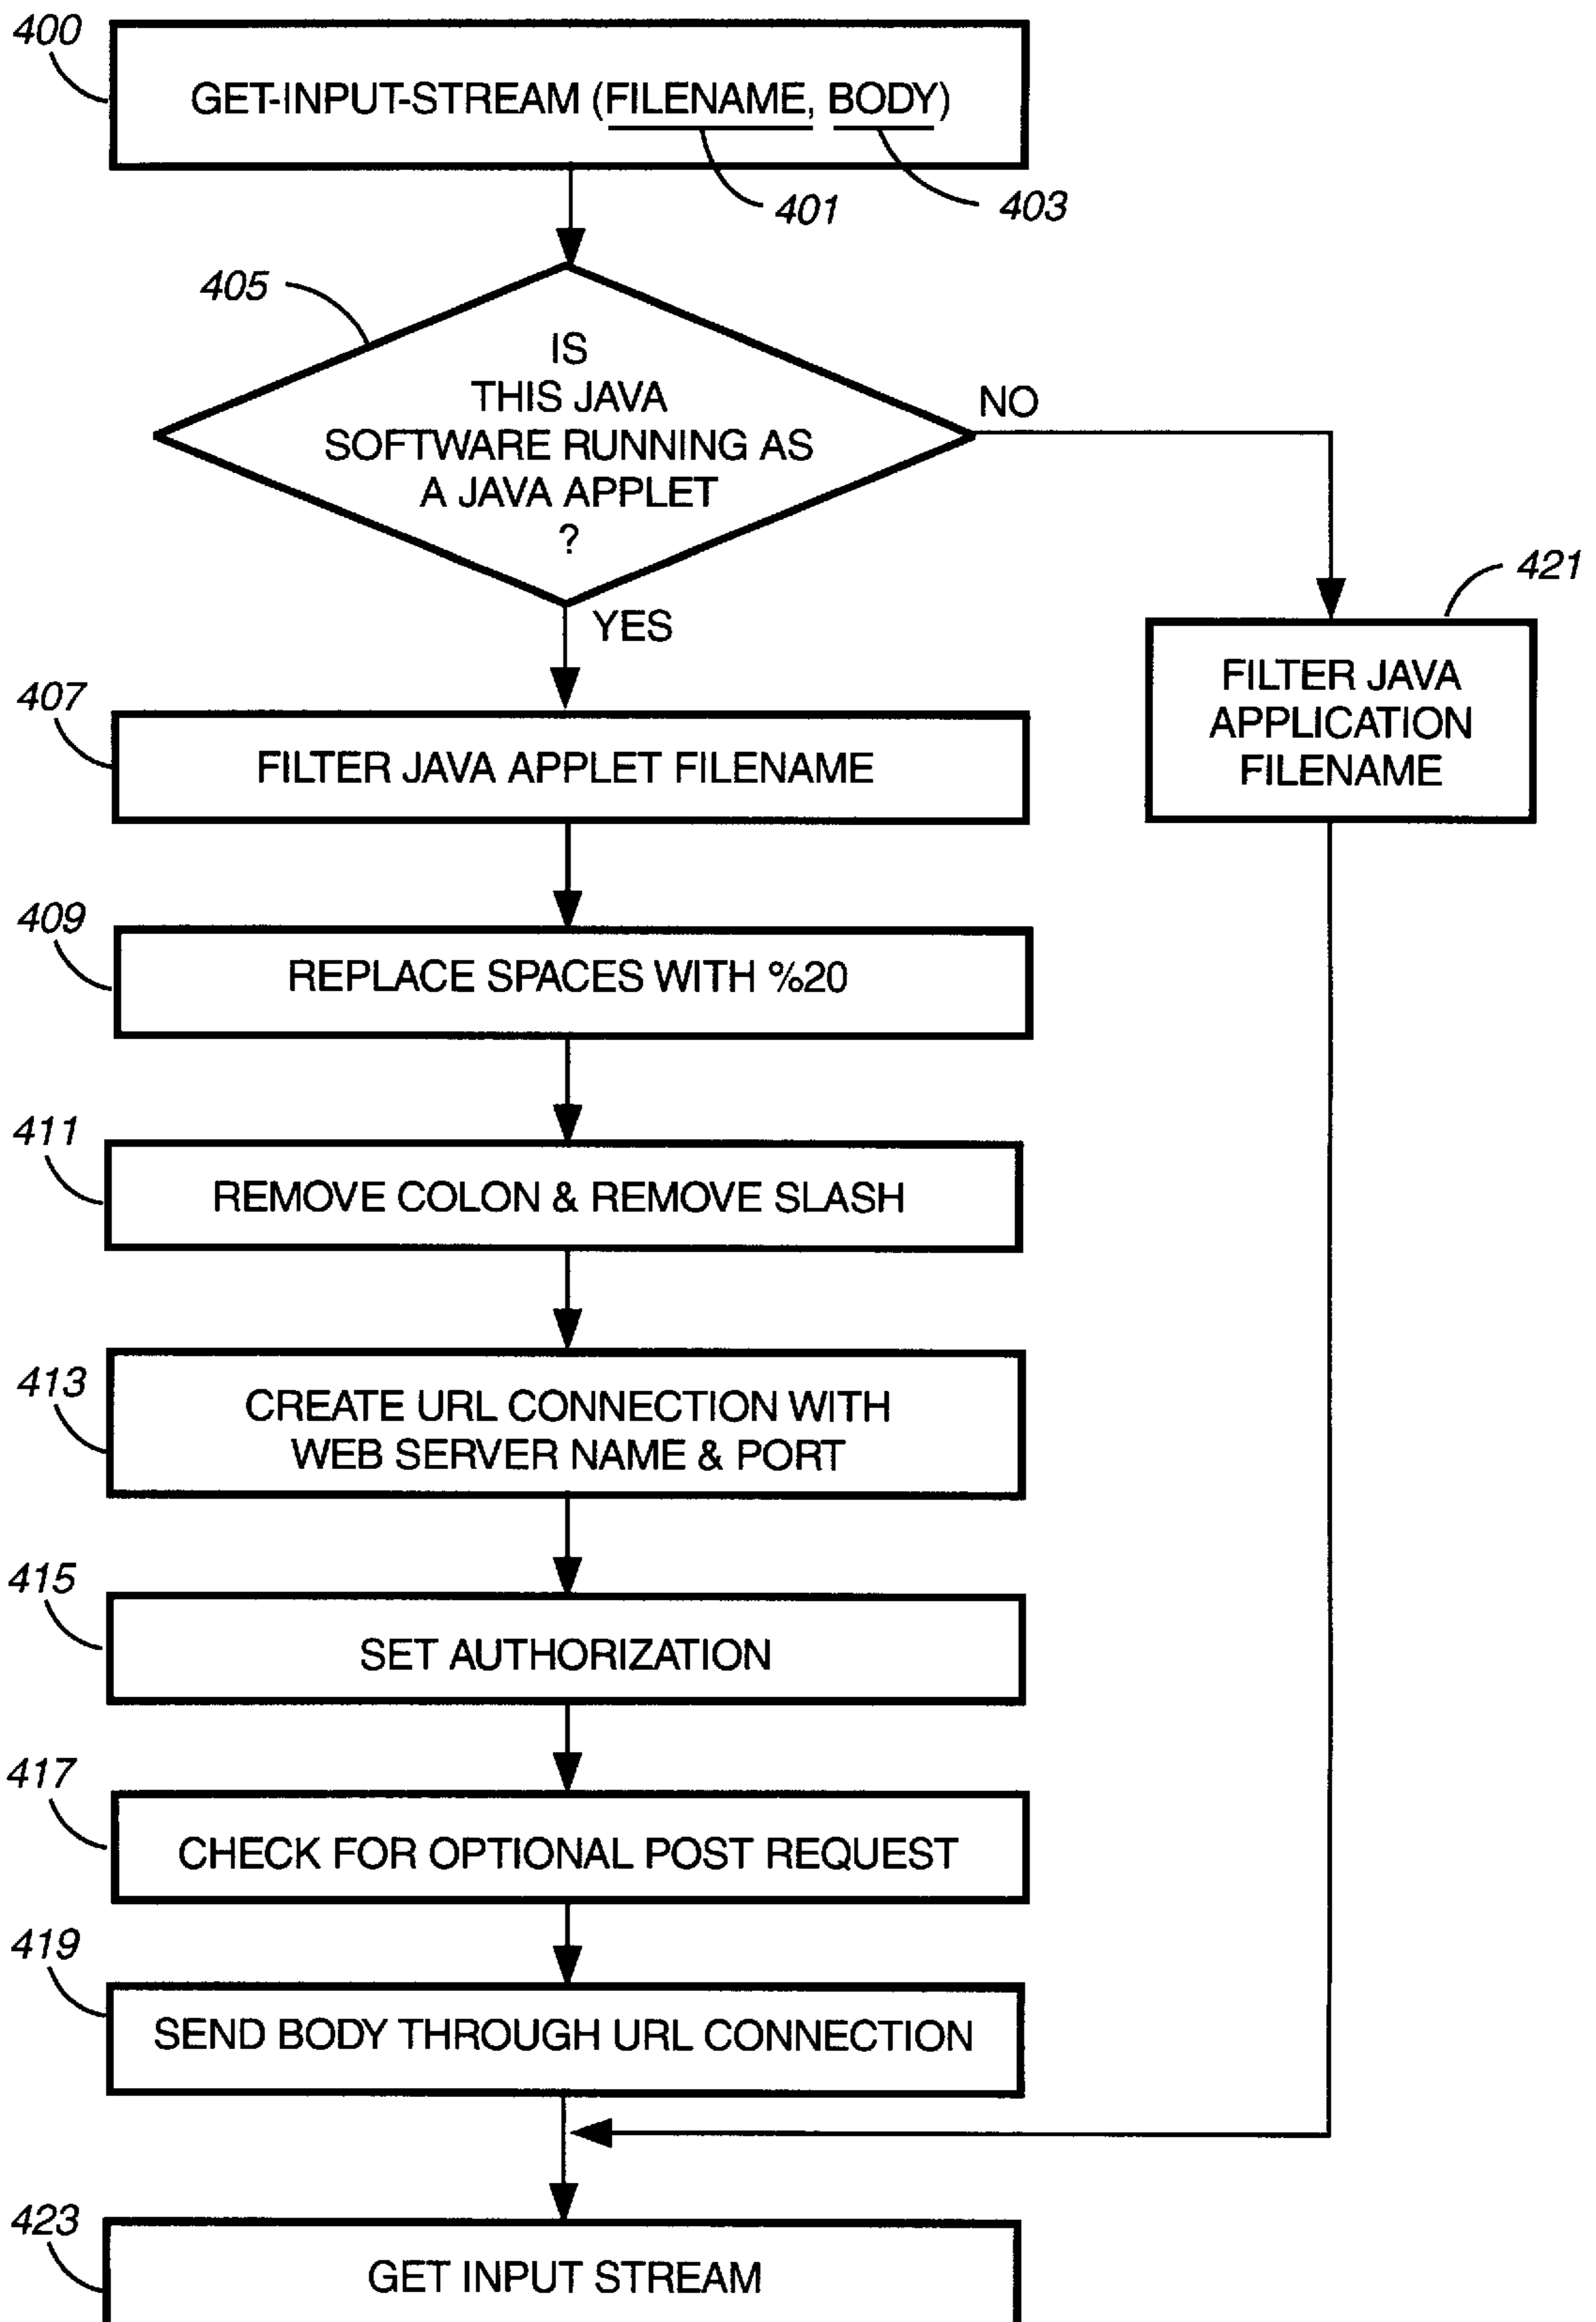 400
GET-INPUT-STREAM (FILENAME, BODY)
401
403
405
IS
THIS JAVA
SOFTWARE RUNNING AS
A JAVA APPLET
?
NO
YES
421
FILTER JAVA
APPLICATION
FILENAME
407
FILTER JAVA APPLET FILENAME
409
REPLACE SPACES WITH %20
411
REMOVE COLON & REMOVE SLASH
413
CREATE URL CONNECTION WITH
WEB SERVER NAME & PORT
415
SET AUTHORIZATION
417
CHECK FOR OPTIONAL POST REQUEST
419
SEND BODY THROUGH URL CONNECTION
423
GET INPUT STREAM